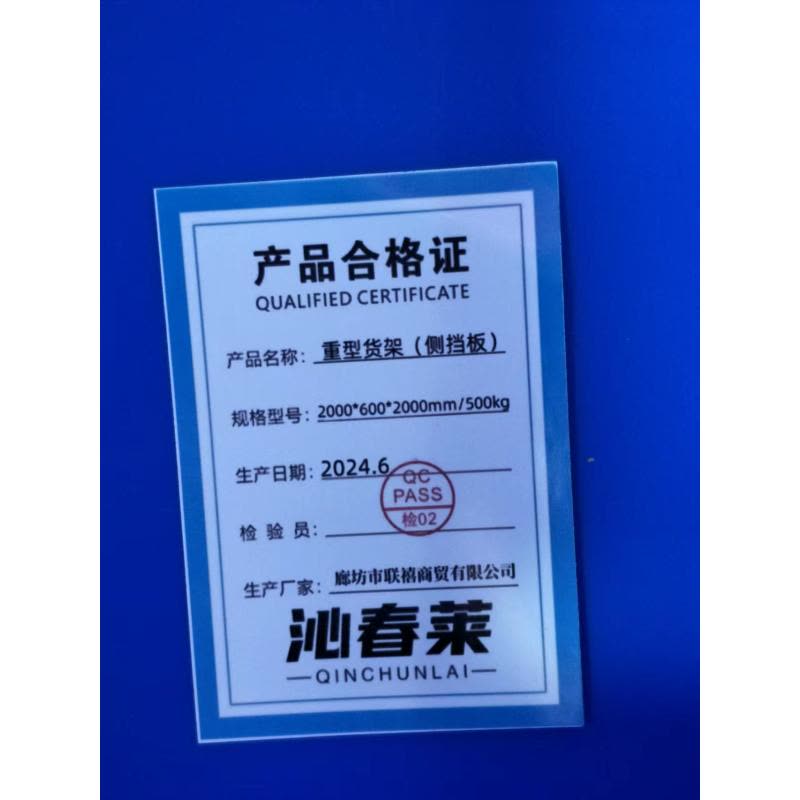 产品合格证
QUALIFIED CERTIFICATE
产品名称： 重型货架（侧挡板）
规格型号： 2000*600*2000mm/500kg
生产日期： 2024.6
QC
PASS
检02
检 验 员：
生产厂家： 廊坊市联禧商贸有限公司
沁春莱
QINCHUNLAI